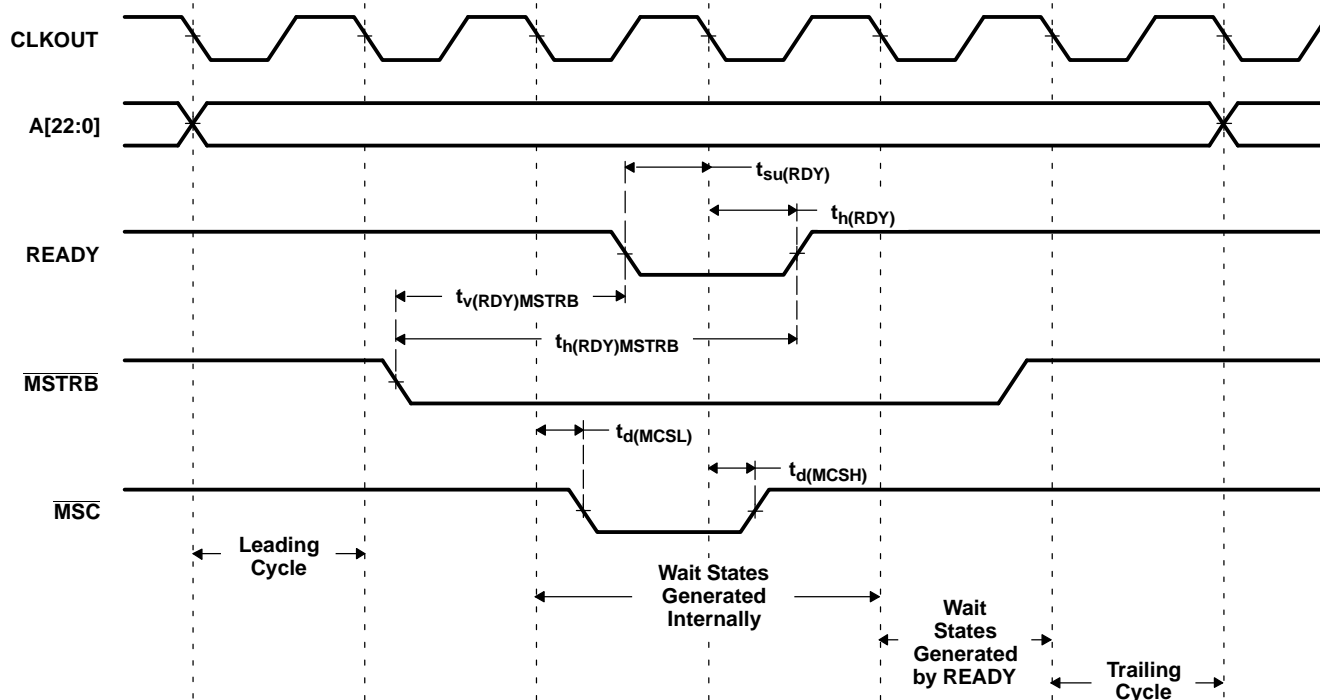 CLKOUT
A[22:0]
tsu(RDY)
th(RDY)
READY
tv(RDY)MSTRB
th(RDY)MSTRB
MSTRB
td(MCSL)
td(MCSH)
MSC
Leading
Cycle
Wait States
Generated
Internally
Wait
States
Generated
by READY
Trailing
Cycle